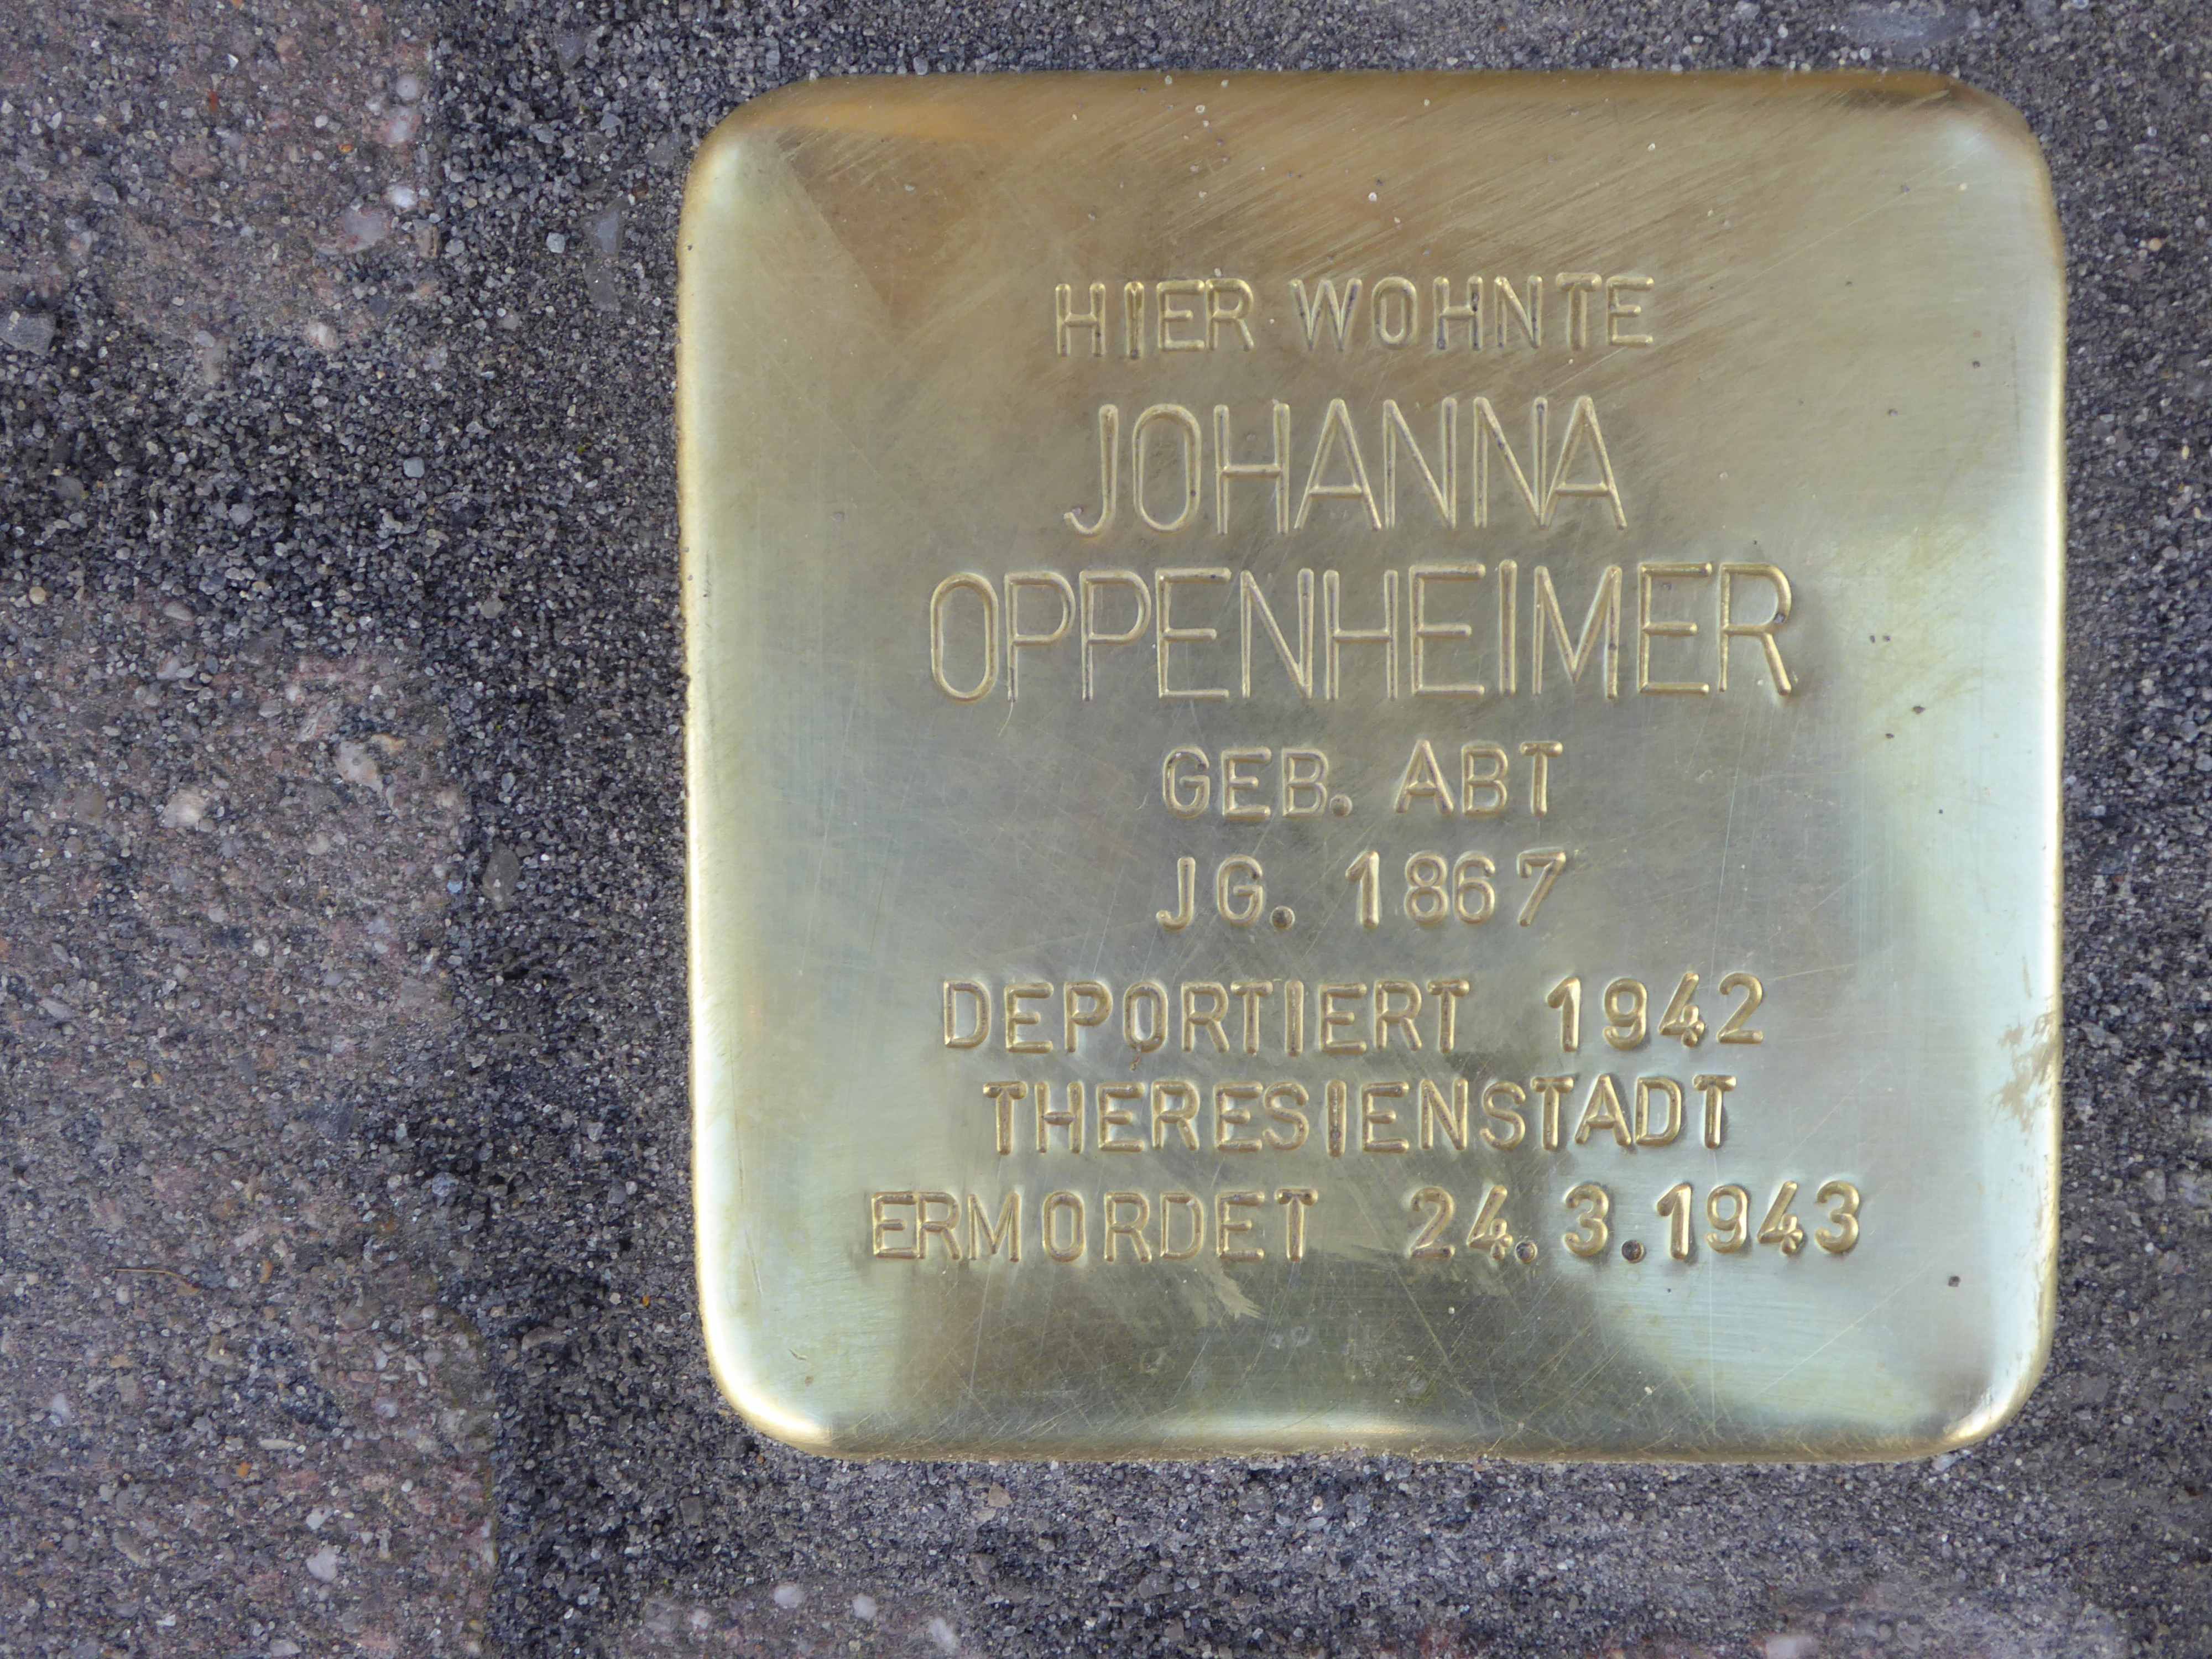 HIER WOHNTE
JOHANNA
OPPENHEIMER
GEB. ABT
JG. 1867
DEPORTIERT 1942
THERESIENSTADT
ERMORDET 24.3.1943